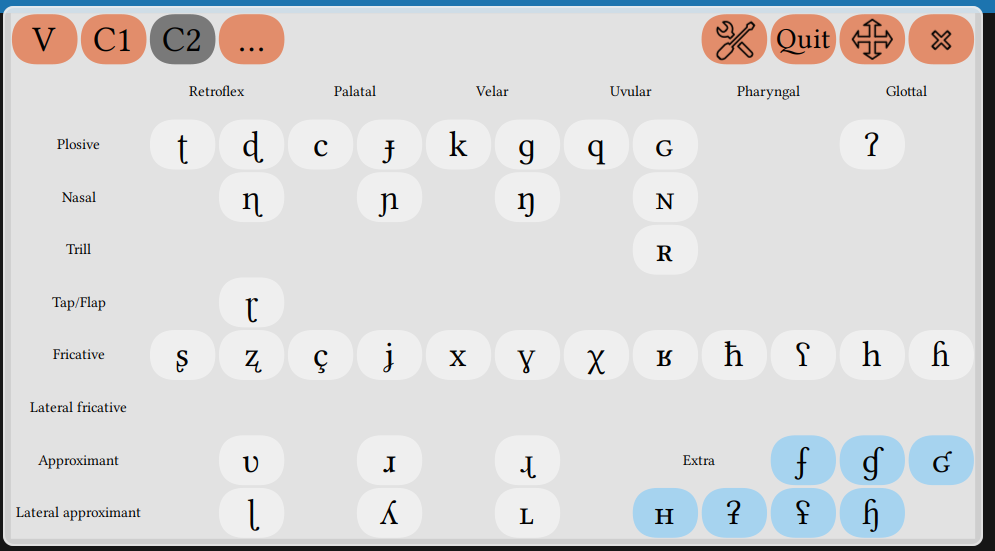 V C1 C2 ... Quit
Retroflex Palatal Velar Uvular Pharyngal Glottal
Plosive ʈ ɖ c ɟ k ɡ q ɢ ʔ
Nasal ɳ ɲ ŋ ɴ
Trill ʀ
Tap/Flap ɽ
Fricative ʂ ʐ ç ʝ x ɣ χ ʁ ħ ʕ h ɦ
Lateral fricative
Approximant ʋ ɹ ɻ Extra ʄ ɠ ʛ
Lateral approximant ɭ ʎ ʟ ʜ ʡ ʢ ɧ